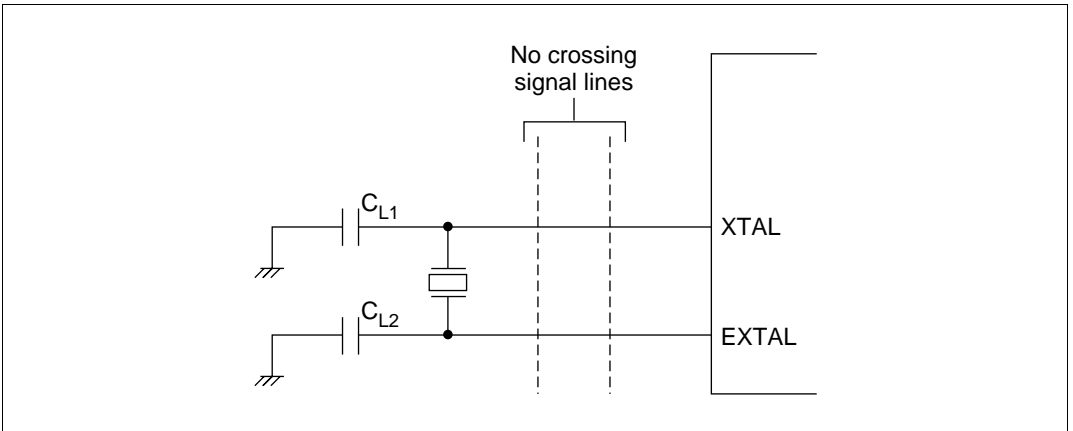 No crossing
signal lines
CL1
XTAL
CL2
EXTAL